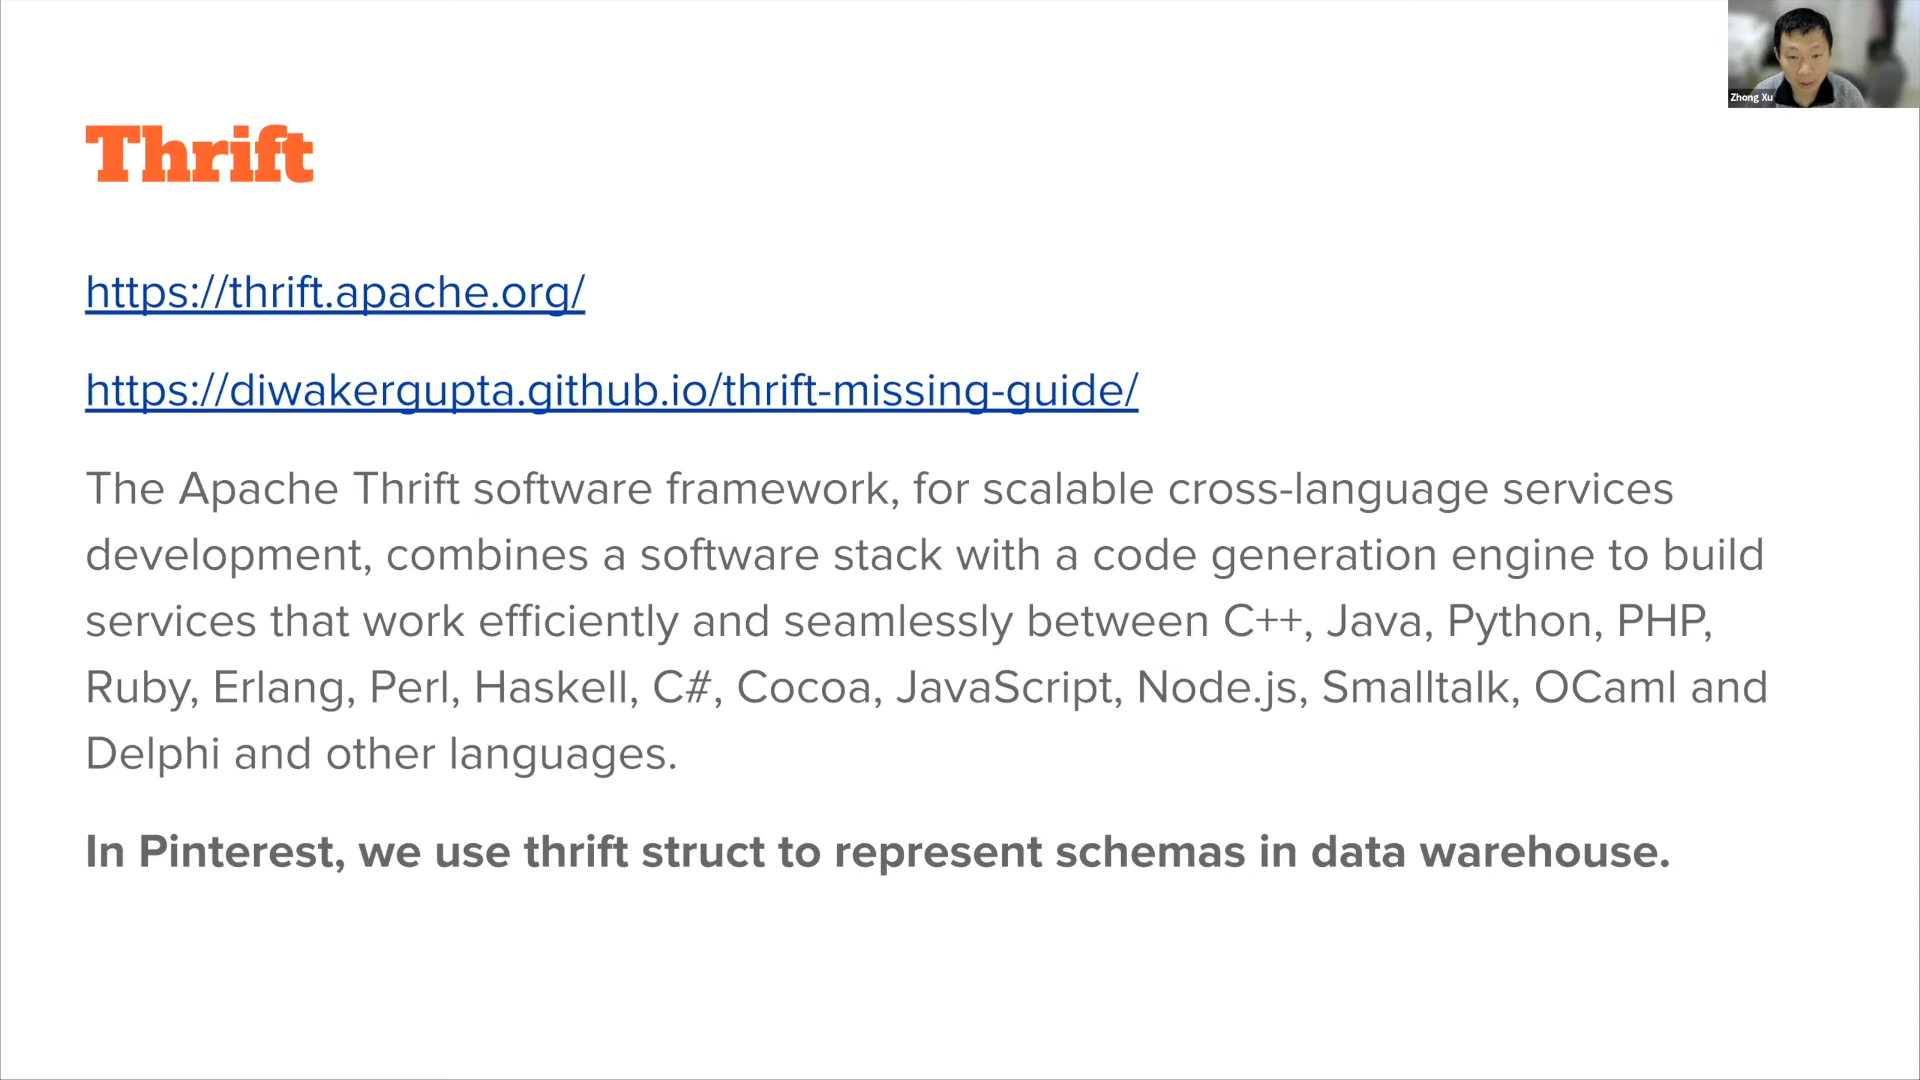 Zhong Xu
Thrift
https://thrift.apache.org/
https://diwakergupta.github.io/thrift-missing-guide/
The Apache Thrift software framework, for scalable cross-language services
development, combines a software stack with a code generation engine to build
services that work efficiently and seamlessly between C++, Java, Python, PHP,
Ruby, Erlang, Perl, Haskell, C#, Cocoa, JavaScript, Node.js, Smalltalk, OCaml and
Delphi and other languages.
In Pinterest, we use thrift struct to represent schemas in data warehouse.